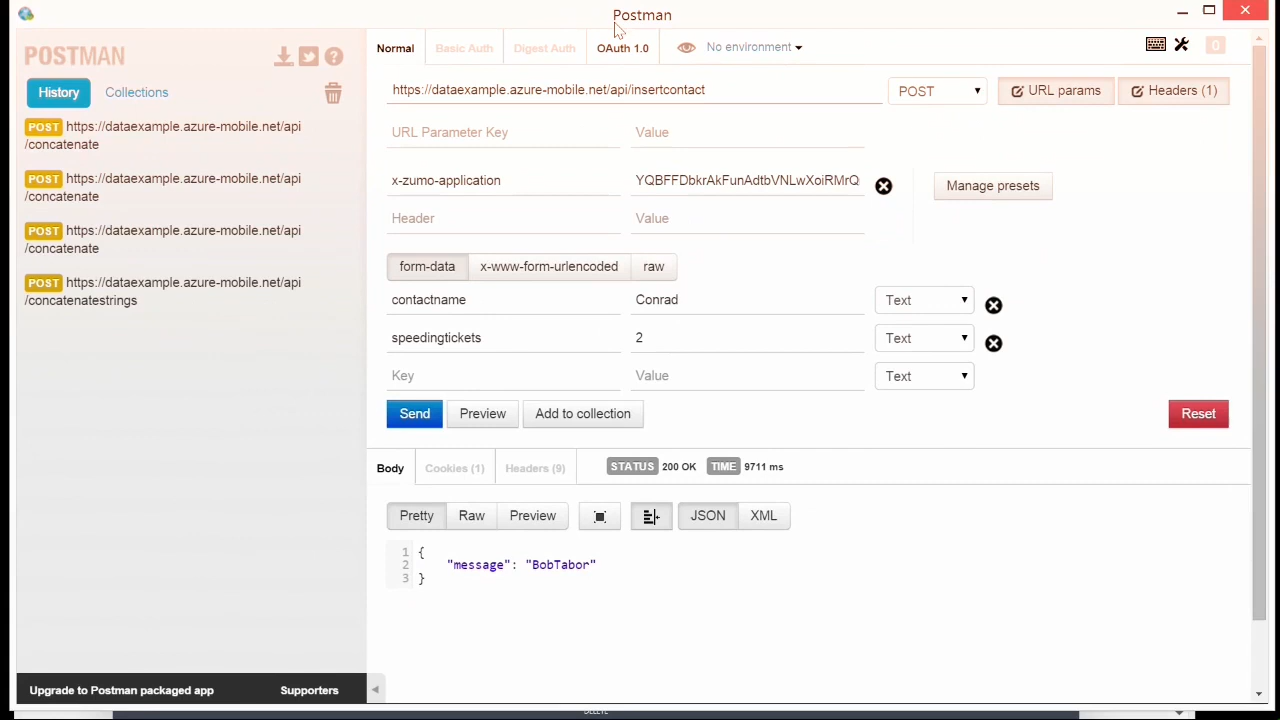 Postman
POSTMAN
Normal
Basic Auth
Digest Auth
OAuth 1.0
No environment
0
History
Collections
https://dataexample.azure-mobile.net/api/insertcontact
POST
URL params
Headers (1)
POST https://dataexample.azure-mobile.net/api
/concatenate
POST https://dataexample.azure-mobile.net/api
/concatenate
POST https://dataexample.azure-mobile.net/api
/concatenate
POST https://dataexample.azure-mobile.net/api
/concatenatestrings
URL Parameter Key
Value
x-zumo-application
YQBFFDbkrAkFunAdtbVNLwXoiRMrQ
Manage presets
Header
Value
form-data
x-www-form-urlencoded
raw
contactname
Conrad
Text
speedingtickets
2
Text
Key
Value
Text
Send
Preview
Add to collection
Reset
Body
Cookies (1)
Headers (9)
STATUS 200 OK
TIME 9711 ms
Pretty
Raw
Preview
JSON
XML
1 {
2 "message": "BobTabor"
3 }
Upgrade to Postman packaged app
Supporters
DELETE